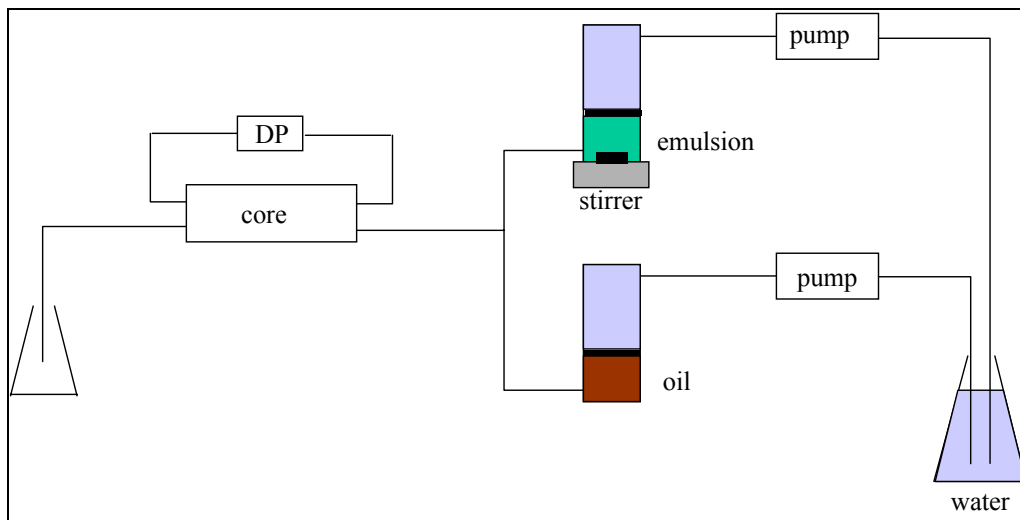 pump
DP
emulsion
stirrer
core
pump
oil
water